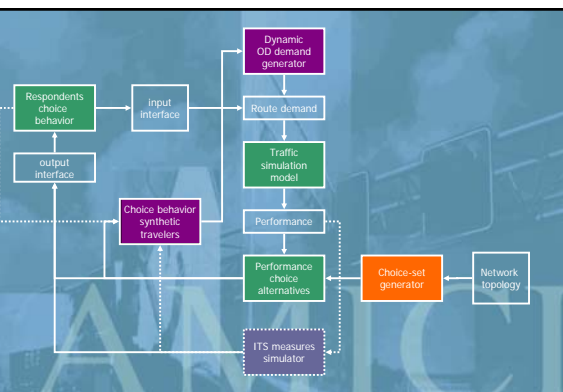 Dynamic
OD demand
generator
Respondents
choice
behavior
input
interface
Route demand
output
interface
Traffic
simulation
model
Choice behavior
synthetic
travelers
Performance
Performance
choice
alternatives
Choice-set
generator
Network
topology
ITS measures
simulator
AMICI